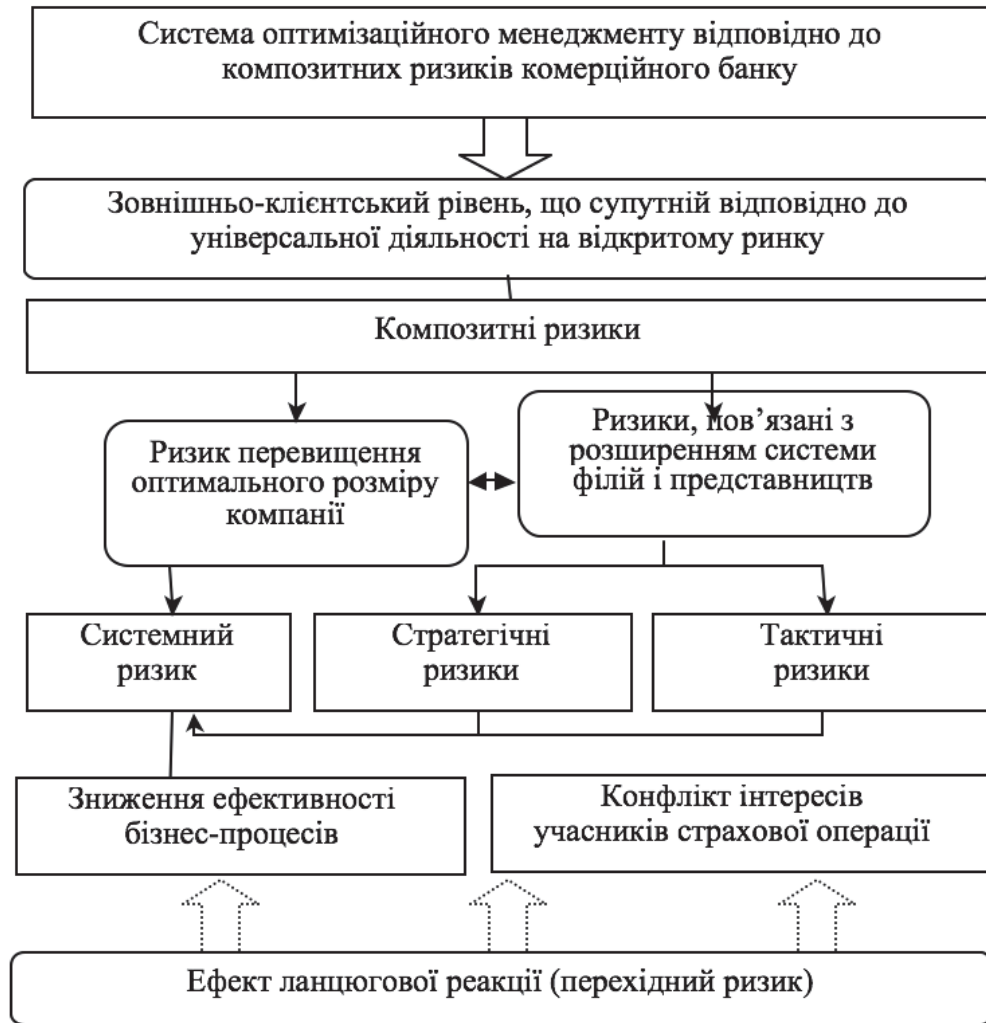 Система оптимізаційного менеджменту відповідно до
композитних ризиків комерційного банку
Зовнішньо-клієнтський рівень, що супутній відповідно до
універсальної діяльності на відкритому ринку
Композитні ризики
Ризик перевищення
оптимального розміру
компанії
Ризики, пов’язані з
розширенням системи
філій і представництв
Системний
ризик
Стратегічні
ризики
Тактичні
ризики
Зниження ефективності
бізнес-процесів
Конфлікт інтересів
учасників страхової операції
Ефект ланцюгової реакції (перехідний ризик)